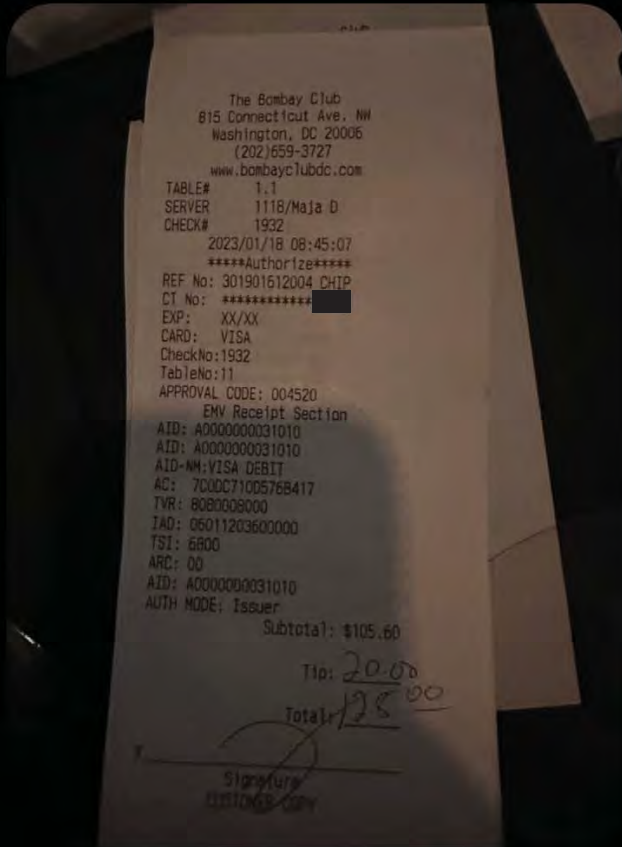 The Bombay Club
815 Connecticut Ave, NW
Washington, DC 20006
(202)659-3727
www.bombayclubdc.com
TABLE# 1.1
SERVER 1118/Maja D
CHECK# 1932
2023/01/18 08:45:07
*****Authorize*****
REF No: 301901612004 CHIP
CT No: ************
EXP: XX/XX
CARD: VISA
CheckNo:1932
TableNo:11
APPROVAL CODE: 004520
EMV Receipt Section
AID: A0000000031010
AID: A0000000031010
AID-NM:VISA DEBIT
AC: 7C0DC71005768417
TVR: 8080008000
IAD: 06011203600000
TSI: 6800
ARC: 00
AID: A0000000031010
AUTH MODE: Issuer
Subtotal: $105.60
Tip: 20.00
Total: 125 00
Signature
CUSTOMER COPY